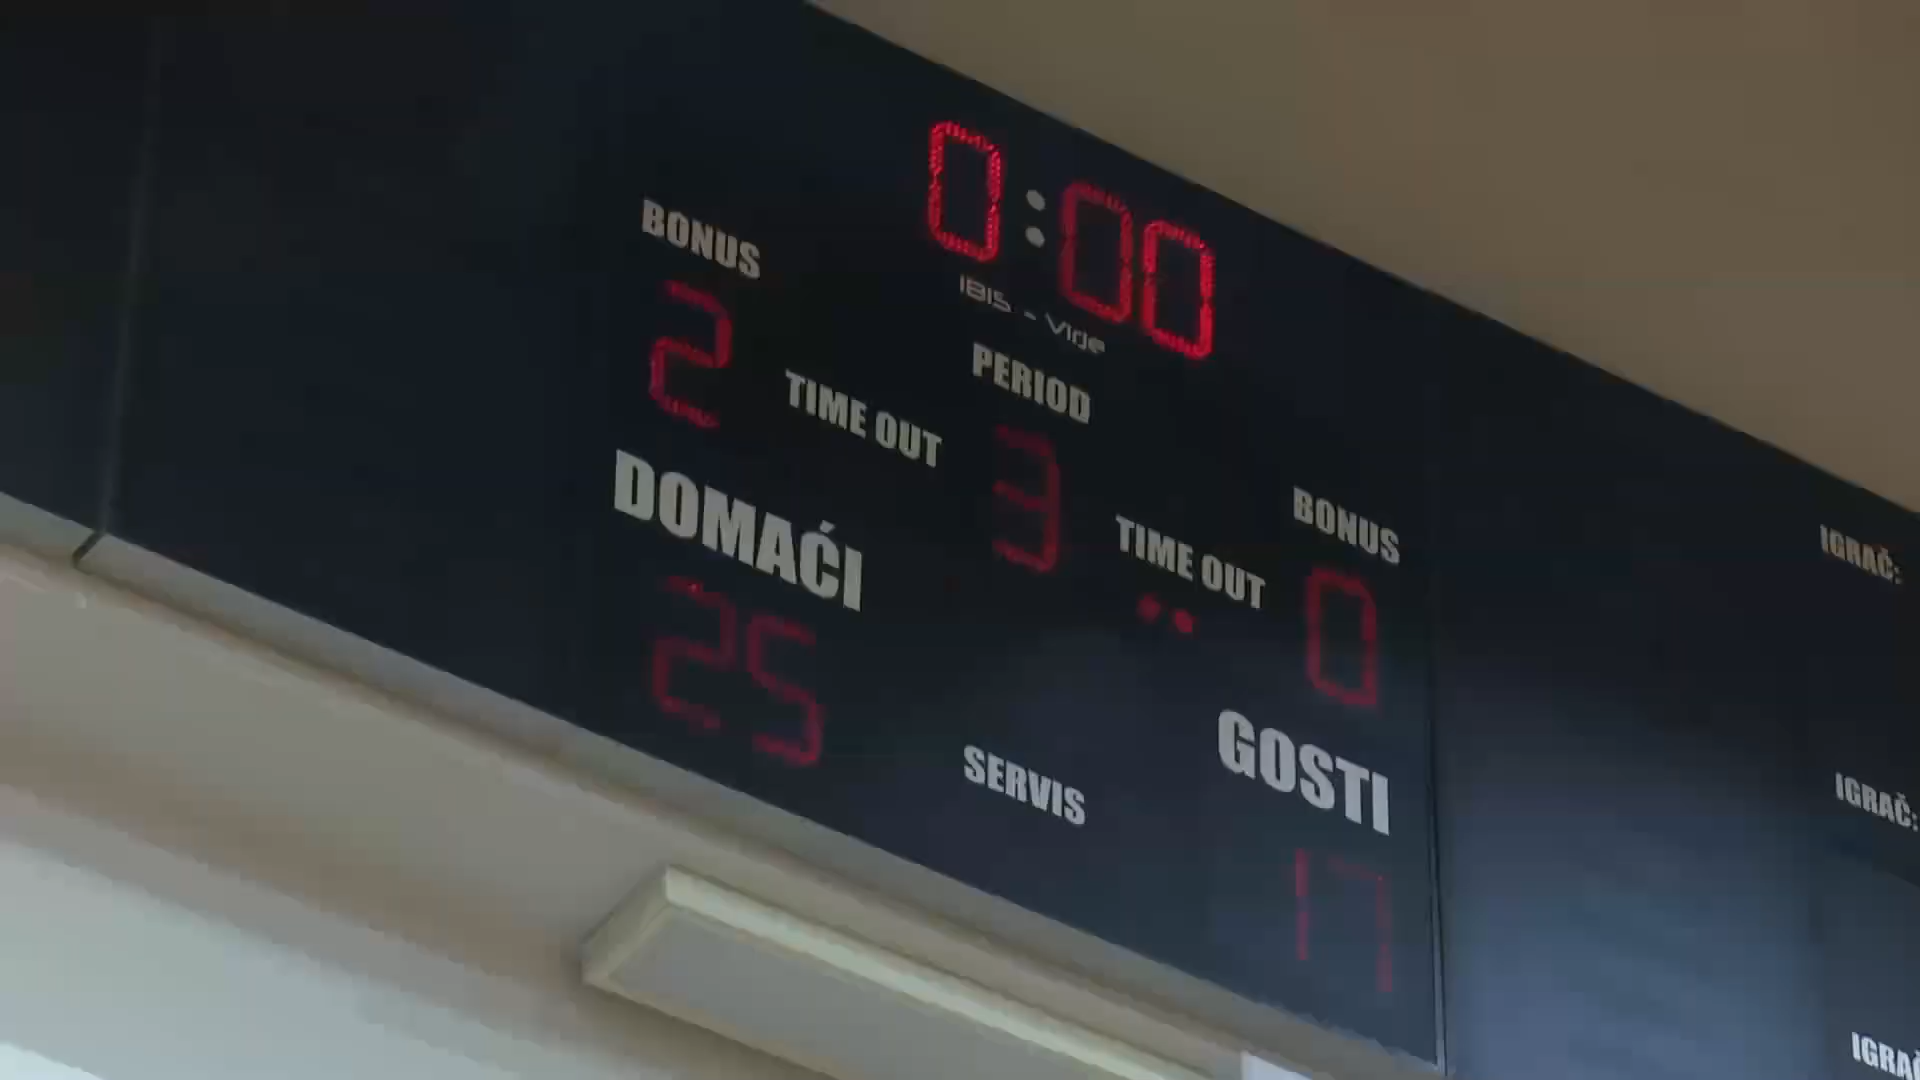 0:00
IBIS - Vide
BONUS
2
TIME OUT
PERIOD
3
DOMAĆI
25
TIME OUT
BONUS
0
GOSTI
17
SERVIS
IGRAČ:
IGRAČ: